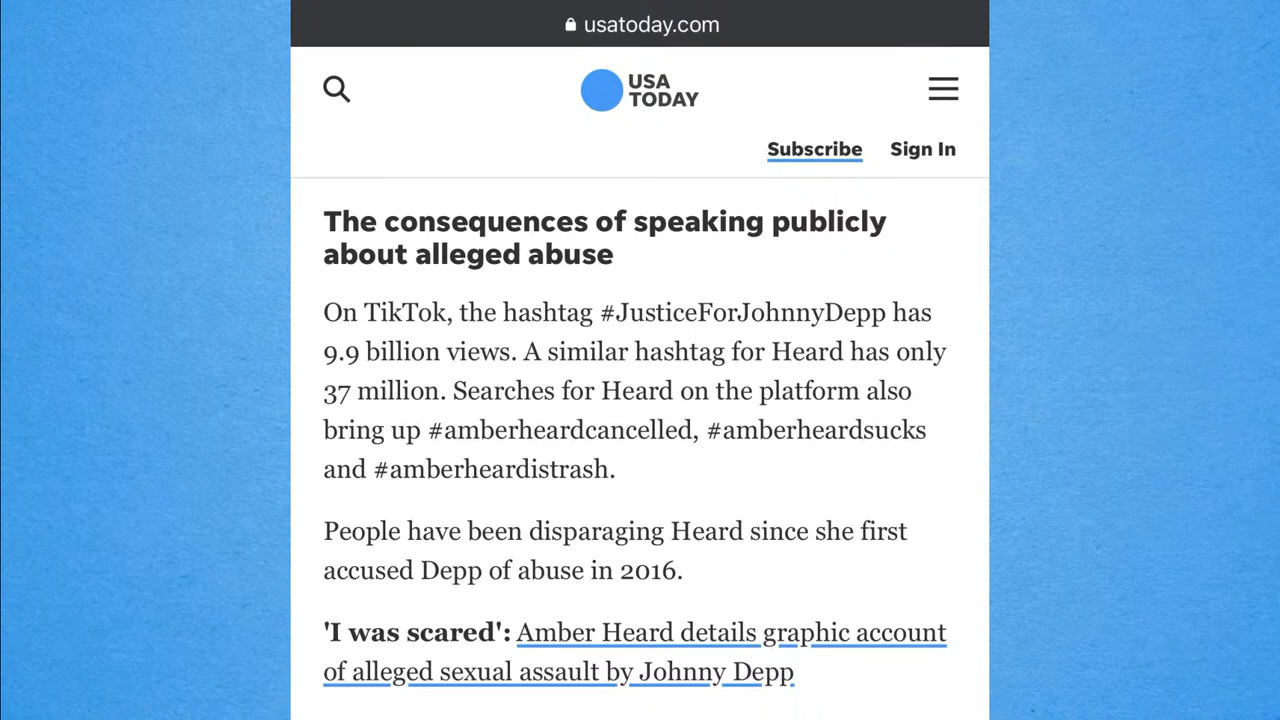 usatoday.com
USA
TODAY
Subscribe Sign In
The consequences of speaking publicly
about alleged abuse
On TikTok, the hashtag #JusticeForJohnnyDepp has
9.9 billion views. A similar hashtag for Heard has only
37 million. Searches for Heard on the platform also
bring up #amberheardcancelled, #amberheardsucks
and #amberheardistrash.
People have been disparaging Heard since she first
accused Depp of abuse in 2016.
'I was scared': Amber Heard details graphic account
of alleged sexual assault by Johnny Depp